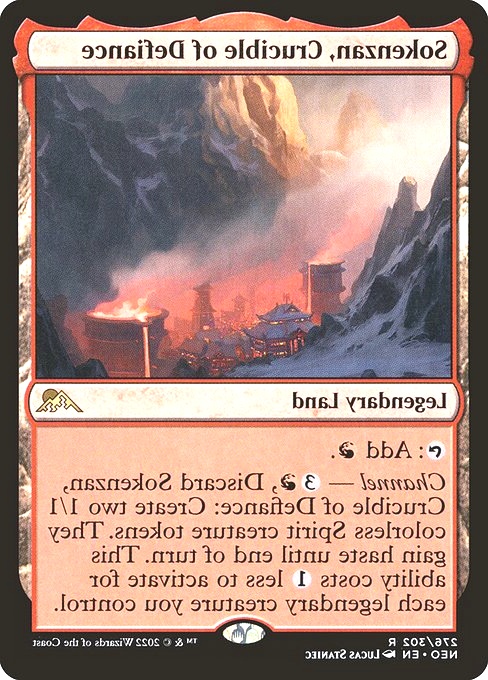 Sokenzan, Crucible of Defiance
Legendary Land
: Add .
Channel — 3 , Discard Sokenzan,
Crucible of Defiance: Create two 1/1
colorless Spirit creature tokens. They
gain haste until end of turn. This
ability costs 1 less to activate for
each legendary creature you control.
276/302 R
NEO • EN LUCAS STANIEC
™ & © 2022 Wizards of the Coast